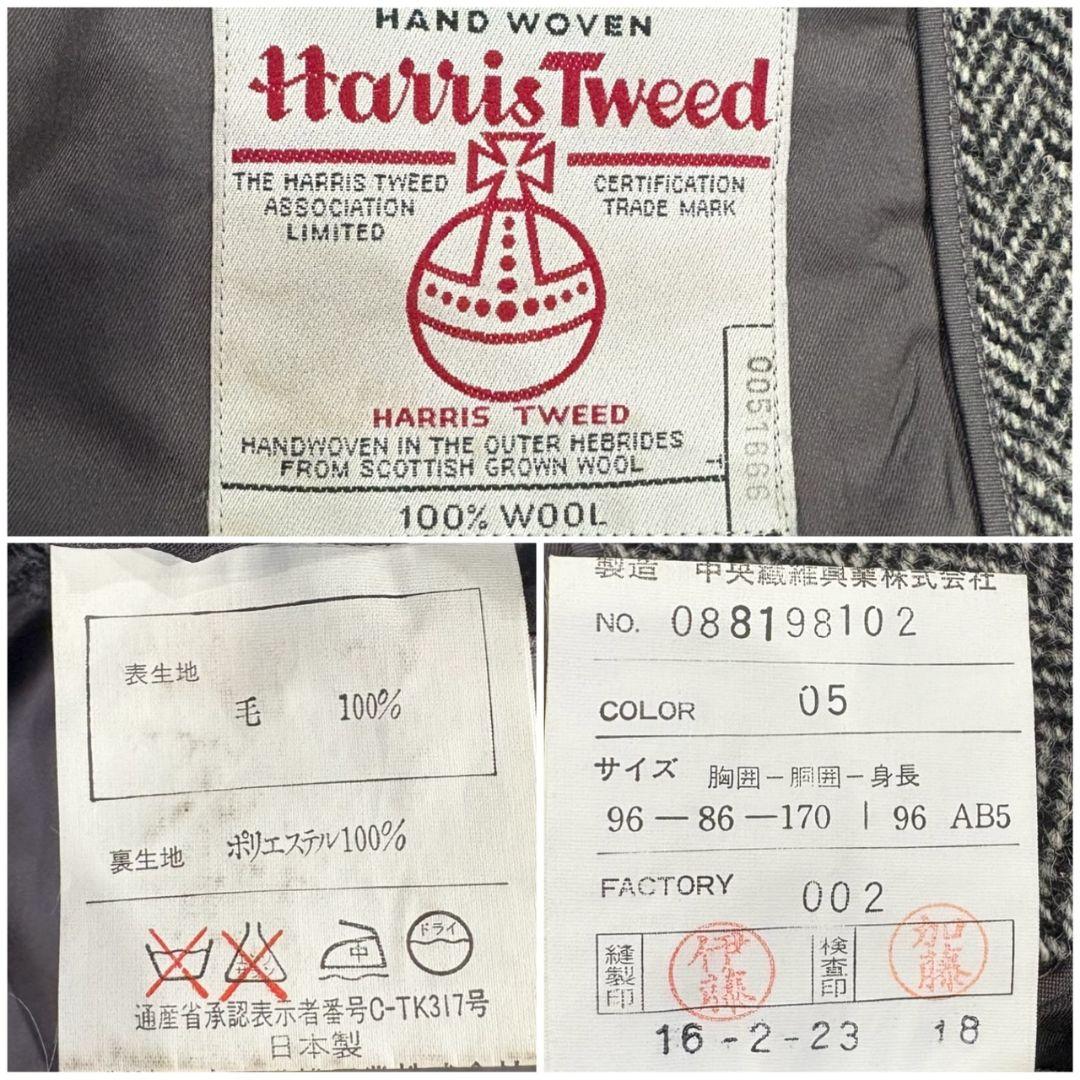 HAND WOVEN
Harris Tweed
THE HARRIS TWEED
ASSOCIATION
LIMITED
CERTIFICATION
TRADE MARK
HARRIS TWEED
HANDWOVEN IN THE OUTER HEBRIDES
FROM SCOTTISH GROWN WOOL
100% WOOL
0051666
表生地
毛 100%
裏生地 ポリエステル100%
中 ドライ
通産省承認表示者番号C-TK317号
日本製
製造 中央繊維興業株式会社
NO. 088198102
COLOR 05
サイズ 胸囲-胴囲-身長
96-86-170 | 96 AB5
FACTORY 002
縫製印 伊藤 検査印 加藤
16-2-23 18